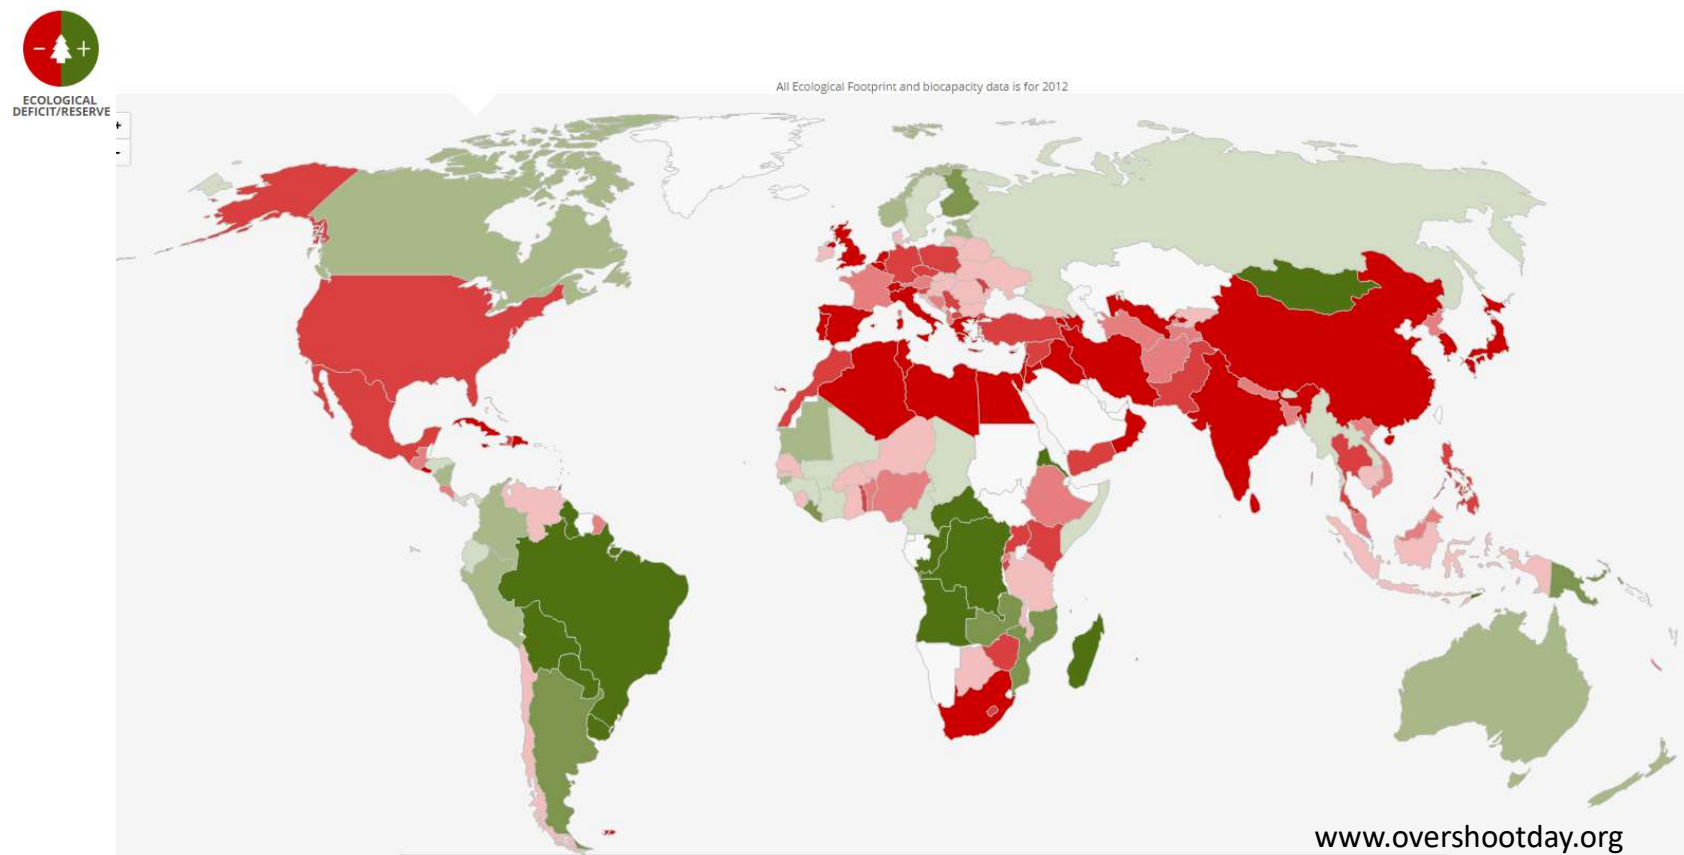 ECOLOGICAL
DEFICIT/RESERVE
All Ecological Footprint and biocapacity data is for 2012
www.overshootday.org